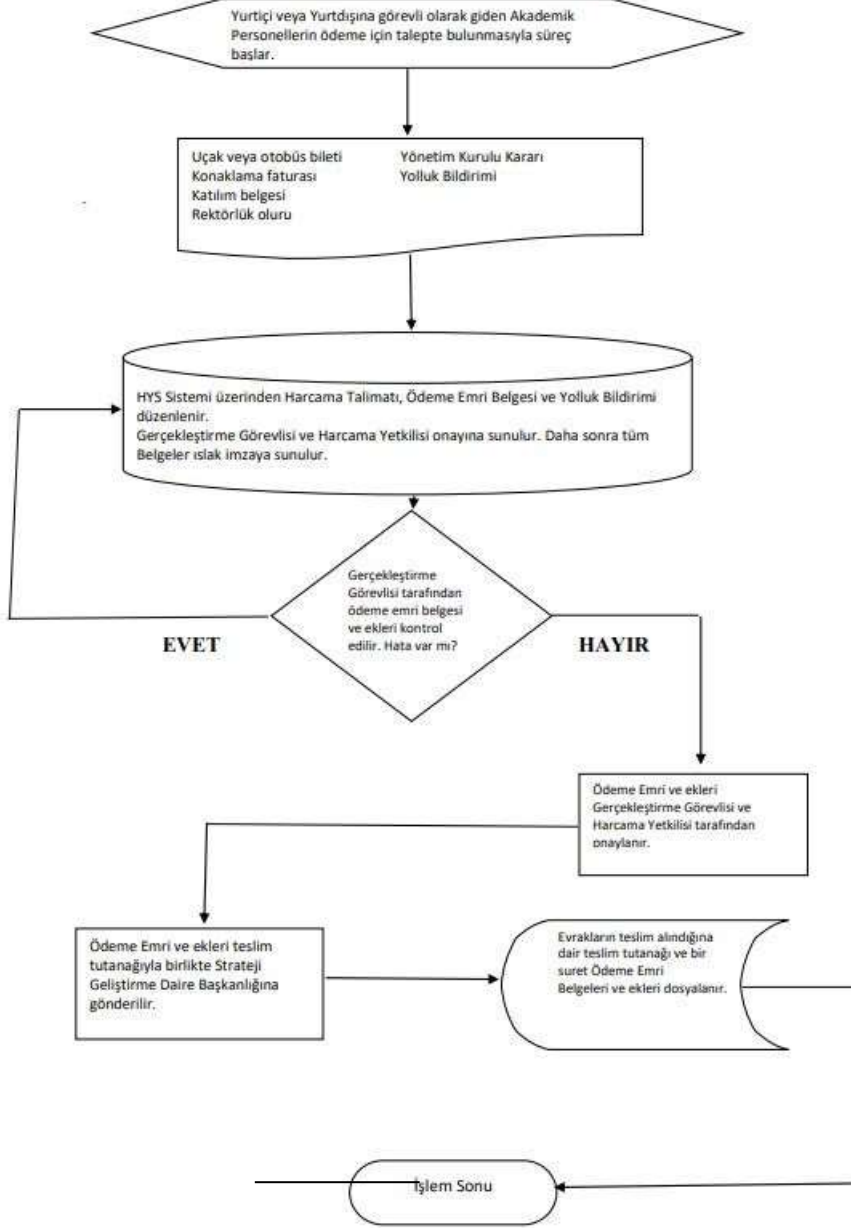 Yurtiçi veya Yurtdışına görevli olarak giden Akademik
Personellerin ödeme için talepte bulunmasıyla süreç
başlar.
Uçak veya otobüs bileti
Konaklama faturası
Katılım belgesi
Rektörlük oluru
Yönetim Kurulu Kararı
Yolluk Bildirimi
HYS Sistemi üzerinden Harcama Talimatı, Ödeme Emri Belgesi ve Yolluk Bildirimi
düzenlenir.
Gerçekleştirme Görevlisi ve Harcama Yetkilisi onayına sunulur. Daha sonra tüm
Belgeler ıslak imzaya sunulur.
Gerçekleştirme
Görevlisi tarafından
ödeme emri belgesi
ve ekleri kontrol
edilir. Hata var mı?
EVET
HAYIR
Ödeme Emri ve ekleri
Gerçekleştirme Görevlisi ve
Harcama Yetkilisi tarafından
onaylanır.
Ödeme Emri ve ekleri teslim
tutanağıyla birlikte Strateji
Geliştirme Daire Başkanlığına
gönderilir.
Evrakların teslim alındığına
dair teslim tutanağı ve bir
suret Ödeme Emri
Belgeleri ve ekleri dosyalanır.
İşlem Sonu